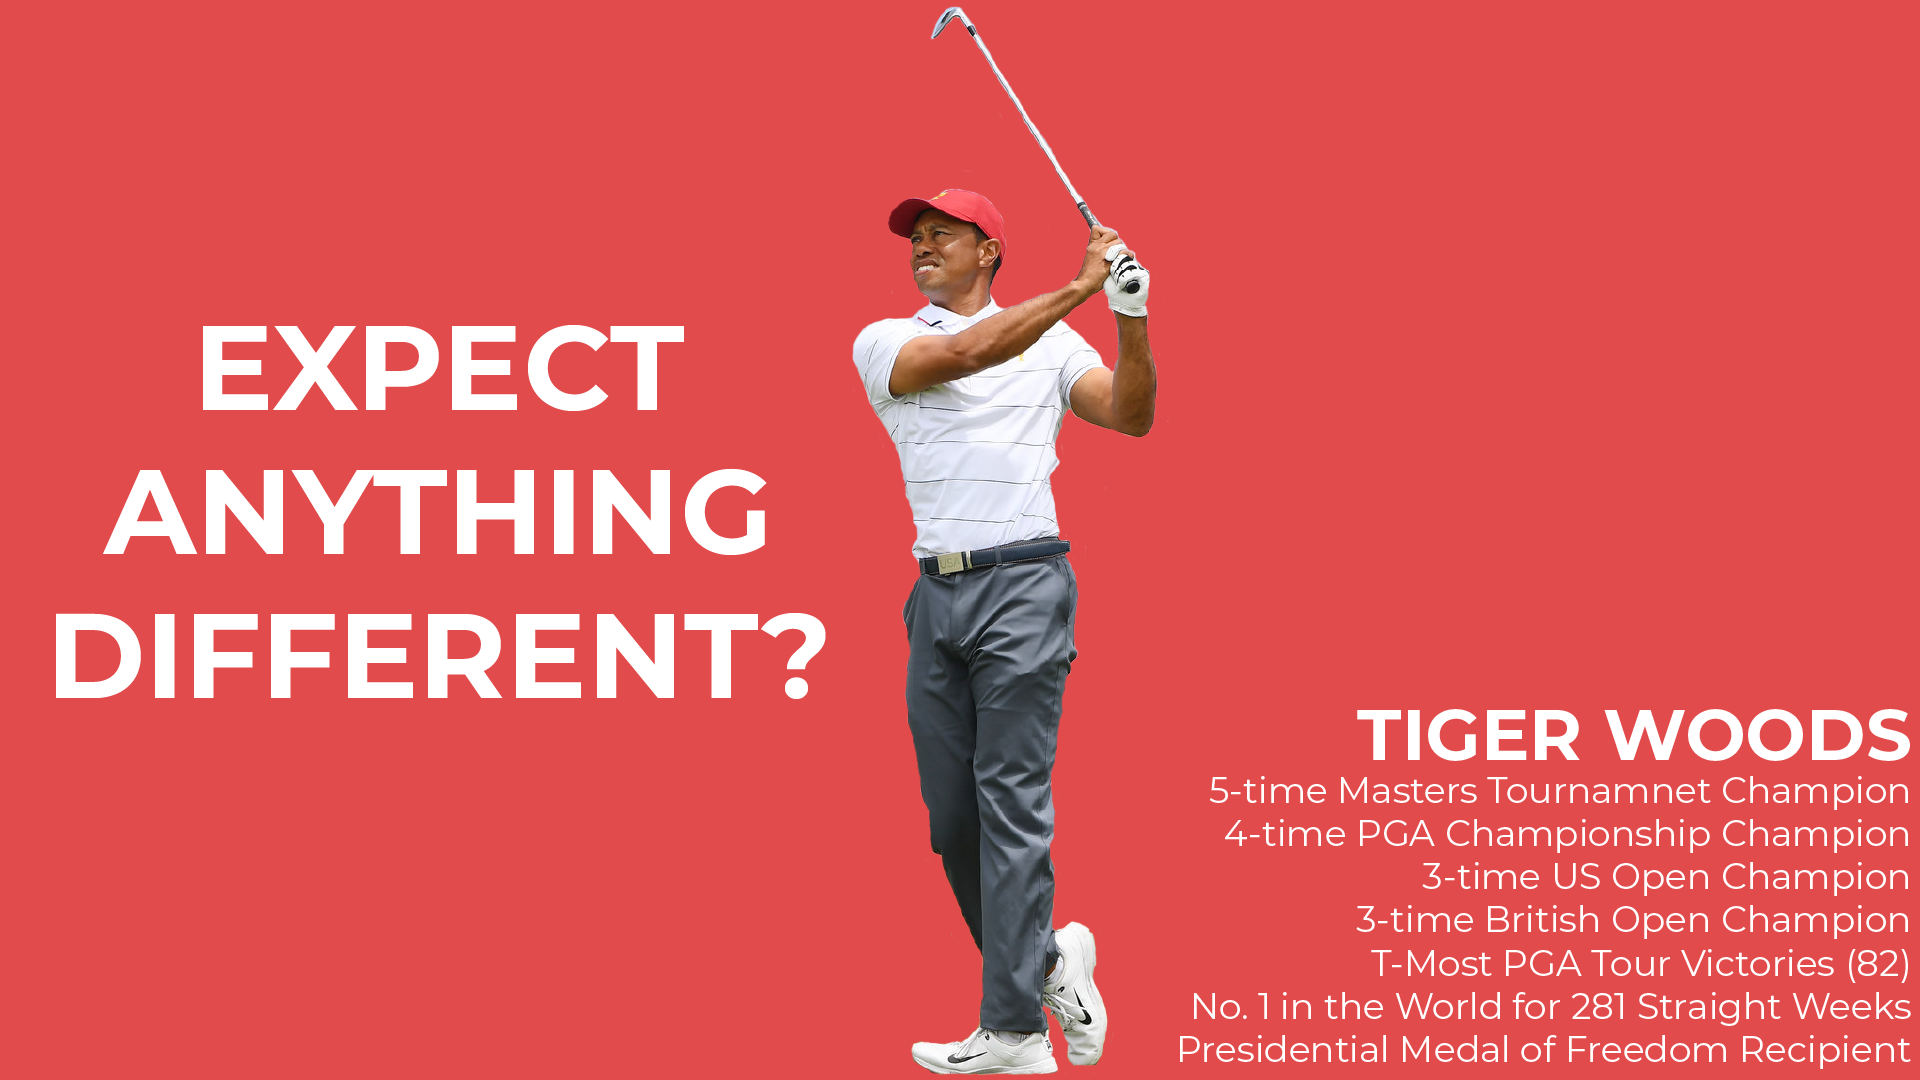 EXPECT
ANYTHING
DIFFERENT?
USA
TIGER WOODS
5-time Masters Tournamnet Champion
4-time PGA Championship Champion
3-time US Open Champion
3-time British Open Champion
T-Most PGA Tour Victories (82)
No. 1 in the World for 281 Straight Weeks
Presidential Medal of Freedom Recipient